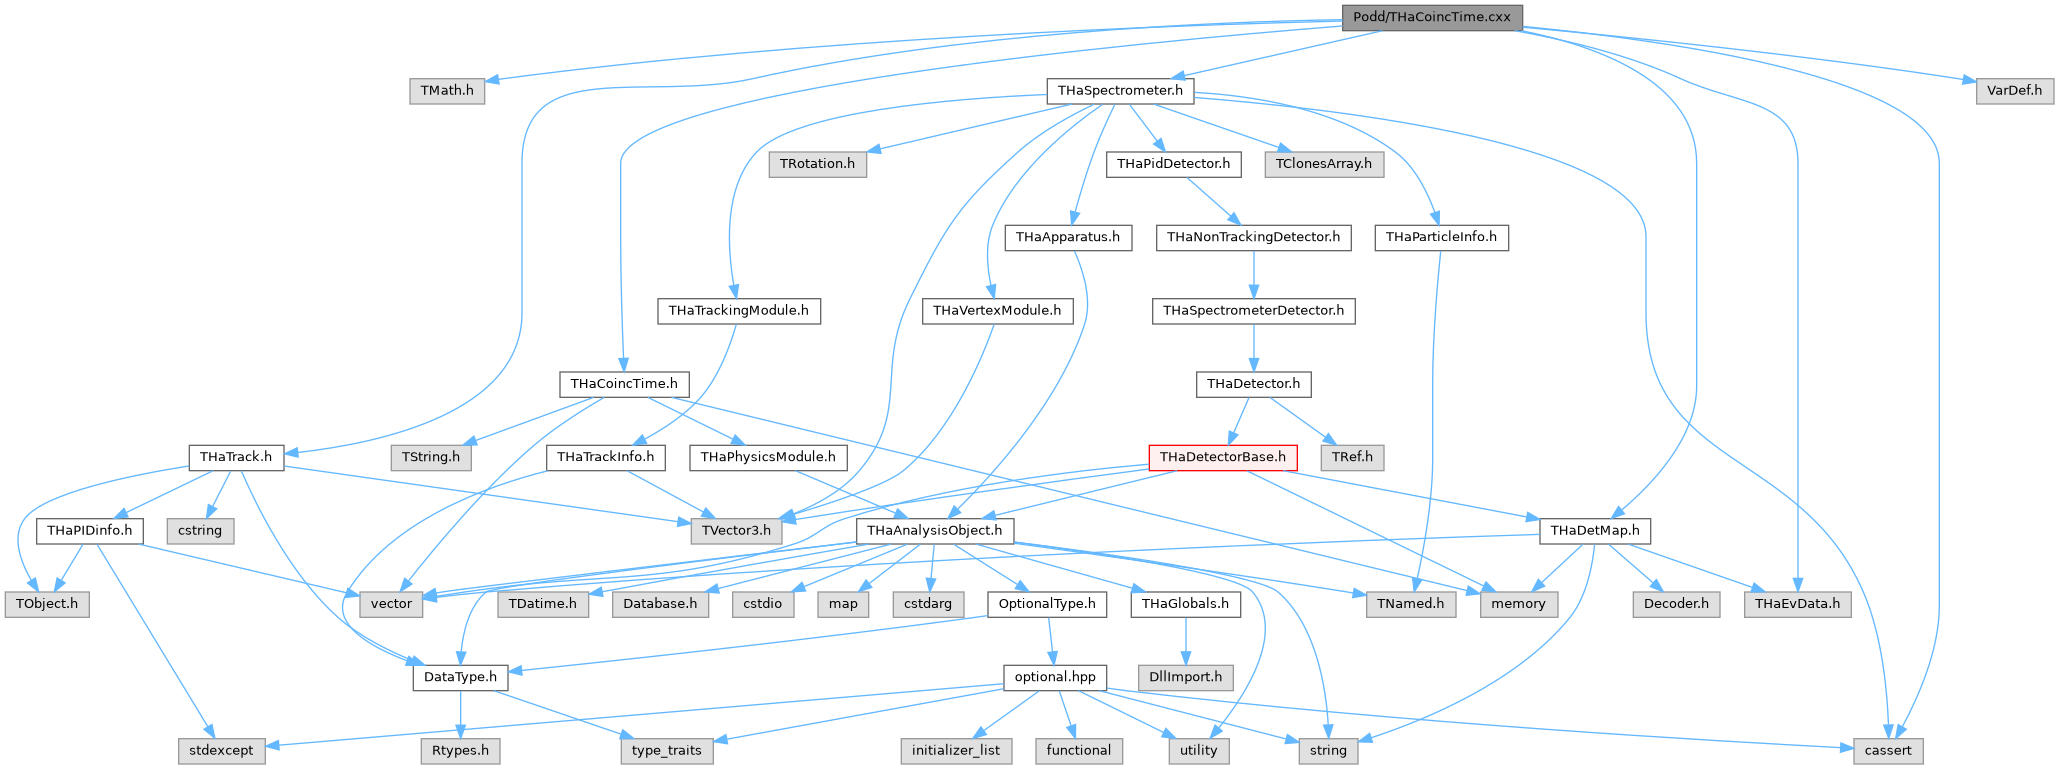 Podd/THaCoincTime.cxx
TMath.h
THaSpectrometer.h
VarDef.h
TRotation.h
THaPidDetector.h
TClonesArray.h
THaApparatus.h
THaNonTrackingDetector.h
THaParticleInfo.h
THaTrackingModule.h
THaVertexModule.h
THaSpectrometerDetector.h
THaCoincTime.h
THaDetector.h
THaTrack.h
TString.h
THaTrackInfo.h
THaPhysicsModule.h
THaDetectorBase.h
TRef.h
THaPIDinfo.h
cstring
TVector3.h
THaAnalysisObject.h
THaDetMap.h
TObject.h
vector
TDatime.h
Database.h
cstdio
map
cstdarg
OptionalType.h
THaGlobals.h
TNamed.h
memory
Decoder.h
THaEvData.h
DataType.h
optional.hpp
DllImport.h
stdexcept
Rtypes.h
type_traits
initializer_list
functional
utility
string
cassert